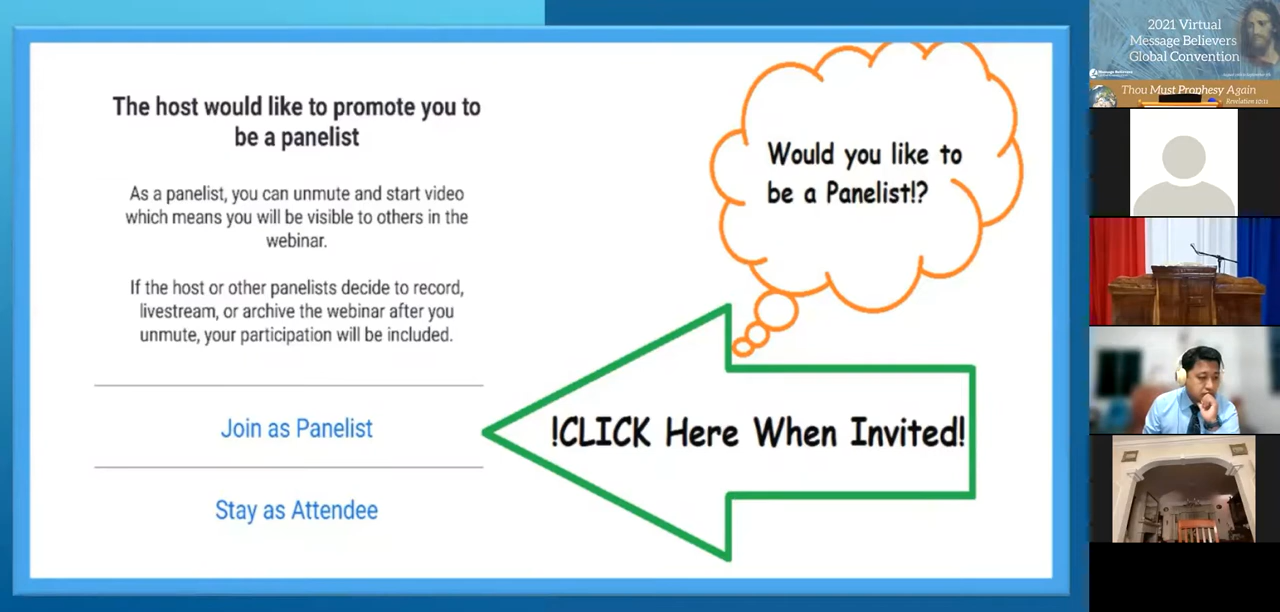 The host would like to promote you to
be a panelist
As a panelist, you can unmute and start video
which means you will be visible to others in the
webinar.
If the host or other panelists decide to record,
livestream, or archive the webinar after you
unmute, your participation will be included.
Join as Panelist
Stay as Attendee
Would you like to
be a Panelist!?
!CLICK Here When Invited!
2021 Virtual
Message Believers
Global Convention
Message Believers
Thou Must Prophesy Again
Revelation 10:11